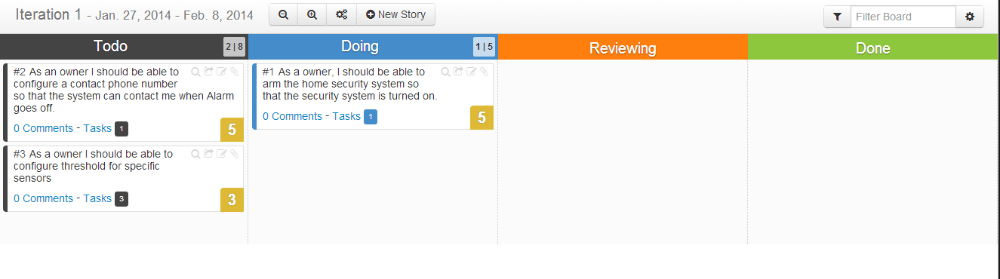 Iteration 1 - Jan. 27, 2014 - Feb. 8, 2014
New Story
Filter Board
Todo
2 | 8
Doing
1 | 5
Reviewing
Done
#2 As an owner I should be able to
configure a contact phone number
so that the system can contact me when Alarm
goes off.
0 Comments - Tasks 1
5
#3 As a owner I should be able to
configure threshold for specific
sensors
0 Comments - Tasks 3
3
#1 As a owner, I should be able to
arm the home security system so
that the security system is turned on.
0 Comments - Tasks 1
5